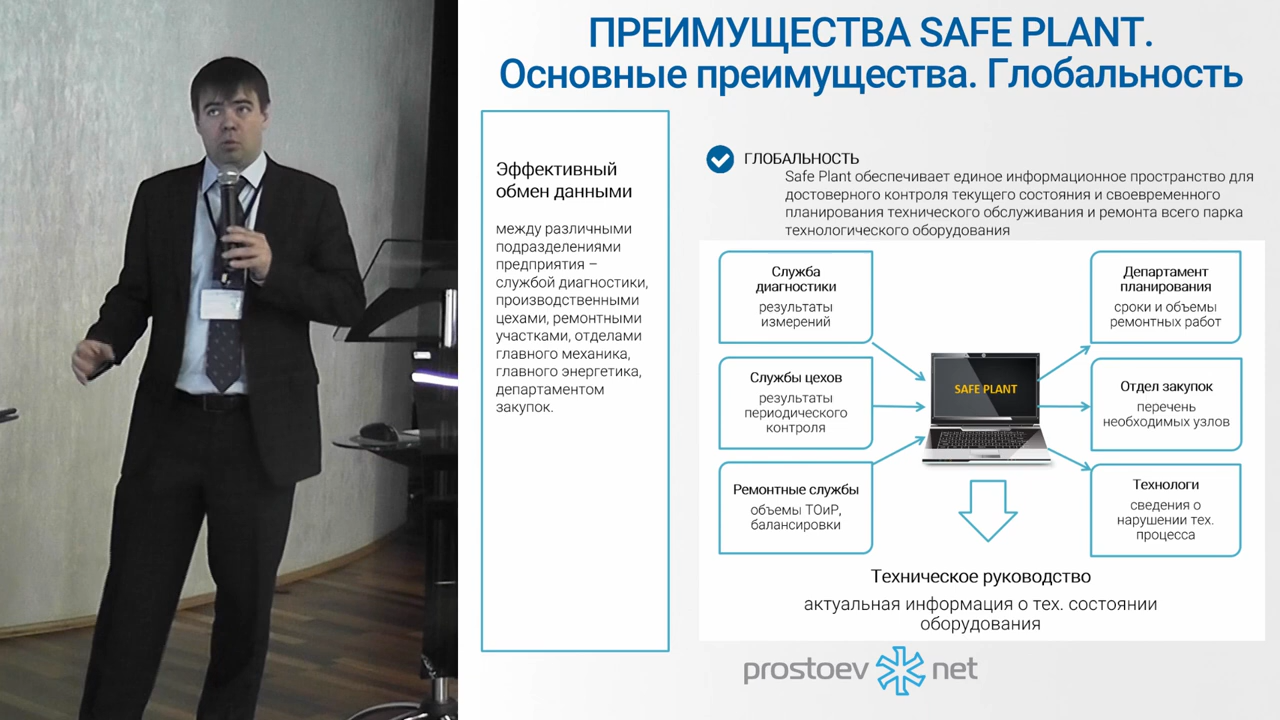 ПРЕИМУЩЕСТВА SAFE PLANT.
Основные преимущества. Глобальность
Эффективный
обмен данными
между различными
подразделениями
предприятия –
службой диагностики,
производственными
цехами, ремонтными
участками, отделами
главного механика,
главного энергетика,
департаментом
закупок.
ГЛОБАЛЬНОСТЬ
Safe Plant обеспечивает единое информационное пространство для
достоверного контроля текущего состояния и своевременного
планирования технического обслуживания и ремонта всего парка
технологического оборудования
Служба
диагностики
результаты
измерений
Службы цехов
результаты
периодического
контроля
Ремонтные службы
объемы ТОиР,
балансировки
SAFE PLANT
Департамент
планирования
сроки и объемы
ремонтных работ
Отдел закупок
перечень
необходимых узлов
Технологи
сведения о
нарушении тех.
процесса
Техническое руководство
актуальная информация о тех. состоянии
оборудования
prostoev net